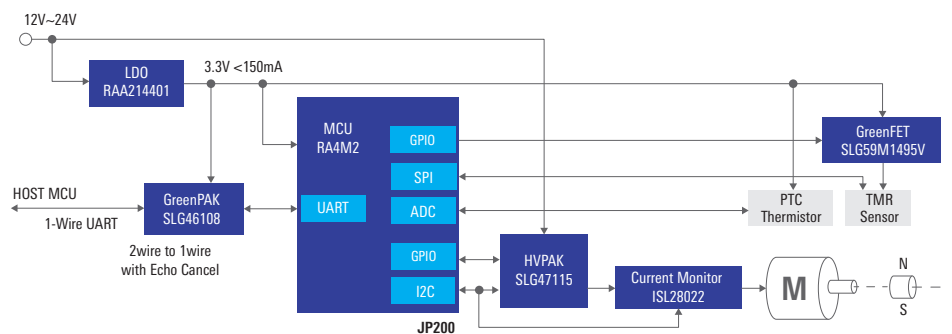 12V~24V
LDO
RAA214401
3.3V <150mA
MCU
RA4M2
GPIO
GreenFET
SLG59M1495V
SPI
HOST MCU
1-Wire UART
GreenPAK
SLG46108
UART
ADC
PTC
Thermistor
TMR
Sensor
2wire to 1wire
with Echo Cancel
GPIO
I2C
HVPAK
SLG47115
Current Monitor
ISL28022
M
N
S
JP200